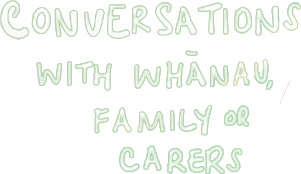 CONVERSATIONS
WITH WHĀNAU,
FAMILY OR
CARERS